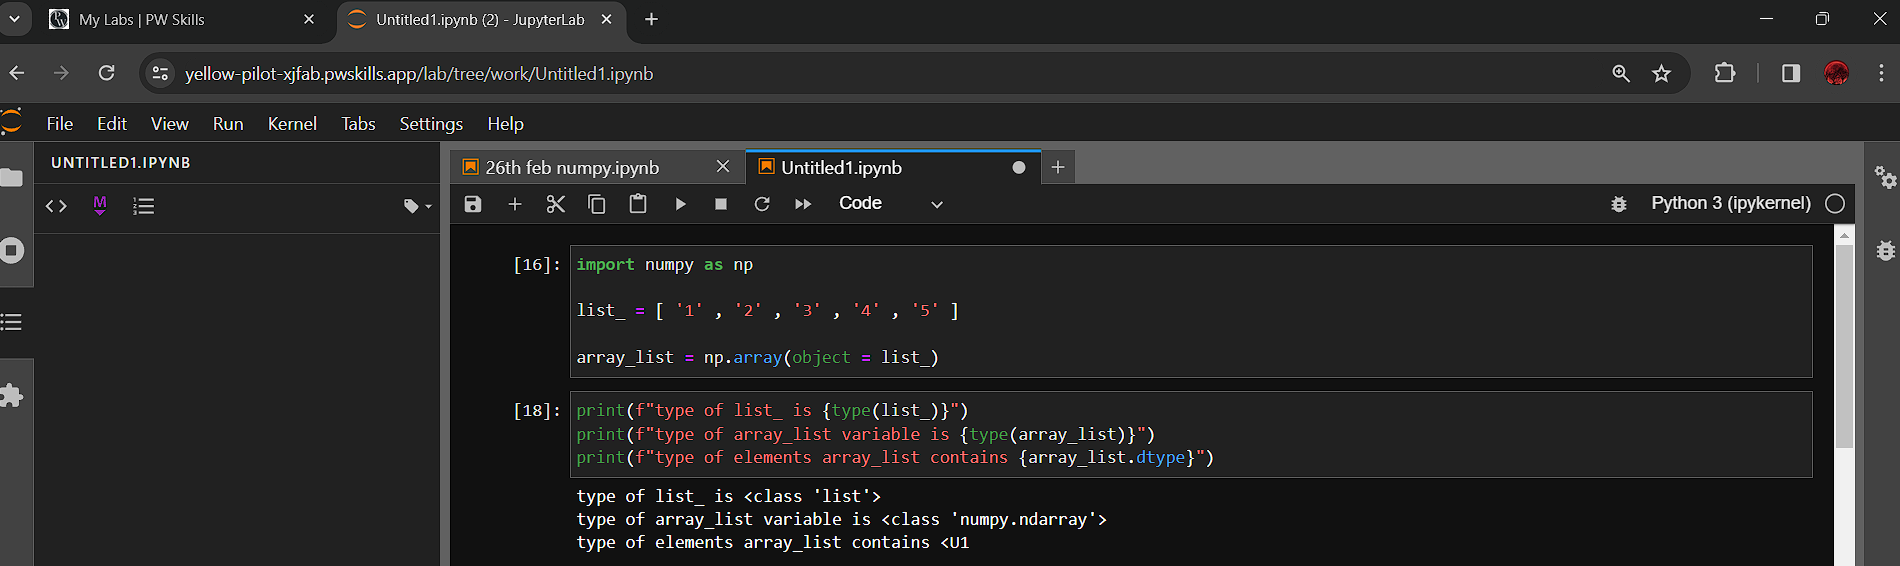 My Labs | PW Skills
Untitled1.ipynb (2) - JupyterLab
yellow-pilot-xjfab.pwskills.app/lab/tree/work/Untitled1.ipynb
File Edit View Run Kernel Tabs Settings Help
UNTITLED1.IPYNB
26th feb numpy.ipynb
Untitled1.ipynb
Code
Python 3 (ipykernel)
[16]: import numpy as np
list_ = [ '1' , '2' , '3' , '4' , '5' ]
array_list = np.array(object = list_)
[18]: print(f"type of list_ is {type(list_)}")
print(f"type of array_list variable is {type(array_list)}")
print(f"type of elements array_list contains {array_list.dtype}")
type of list_ is <class 'list'>
type of array_list variable is <class 'numpy.ndarray'>
type of elements array_list contains <U1